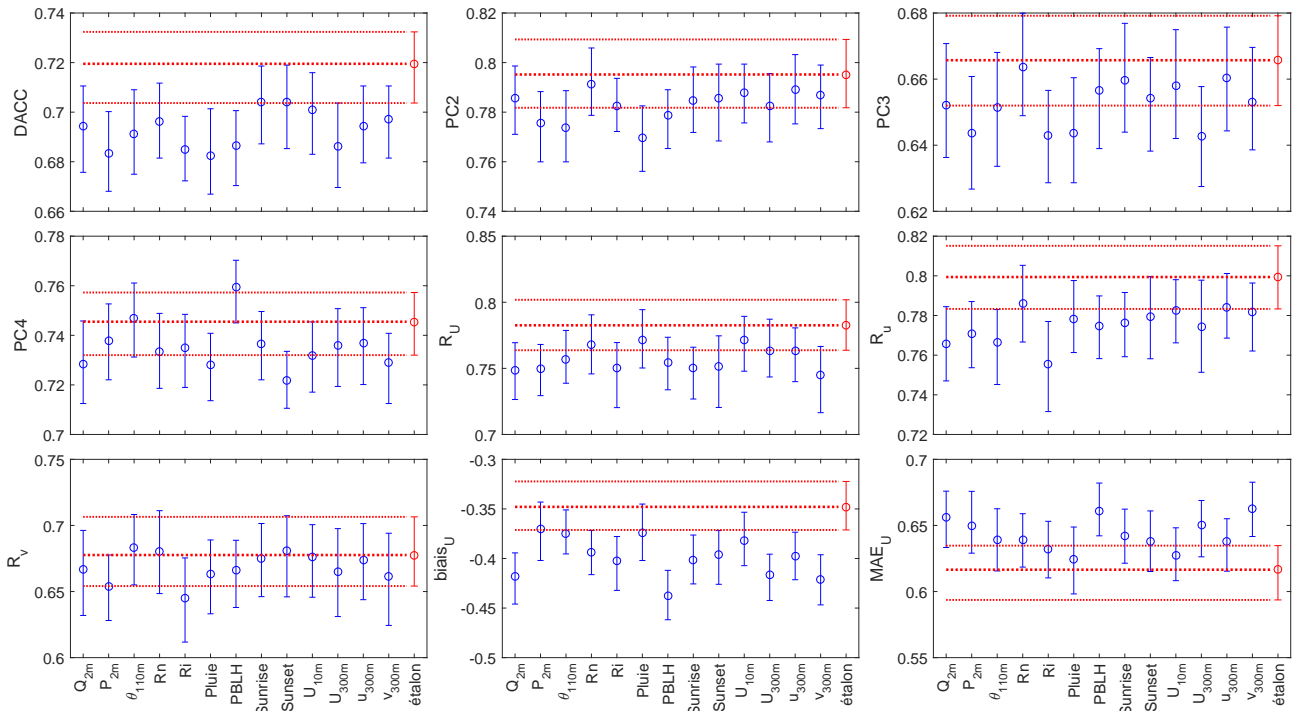 DACC
0.74
0.72
0.7
0.68
0.66
PC2
0.82
0.8
0.78
0.76
0.74
PC3
0.68
0.66
0.64
0.62
PC4
0.78
0.76
0.74
0.72
0.7
R_U
0.85
0.8
0.75
0.7
R_u
0.82
0.8
0.78
0.76
0.74
0.72
R_v
0.75
0.7
0.65
0.6
biais_U
-0.3
-0.35
-0.4
-0.45
-0.5
MAE_U
0.7
0.65
0.6
0.55
Q_2m
P_2m
θ_110m
Rn
Ri
Pluie
PBLH
Sunrise
Sunset
U_10m
U_300m
u_300m
v_300m
étalon
Q_2m
P_2m
θ_110m
Rn
Ri
Pluie
PBLH
Sunrise
Sunset
U_10m
U_300m
u_300m
v_300m
étalon
Q_2m
P_2m
θ_110m
Rn
Ri
Pluie
PBLH
Sunrise
Sunset
U_10m
U_300m
u_300m
v_300m
étalon